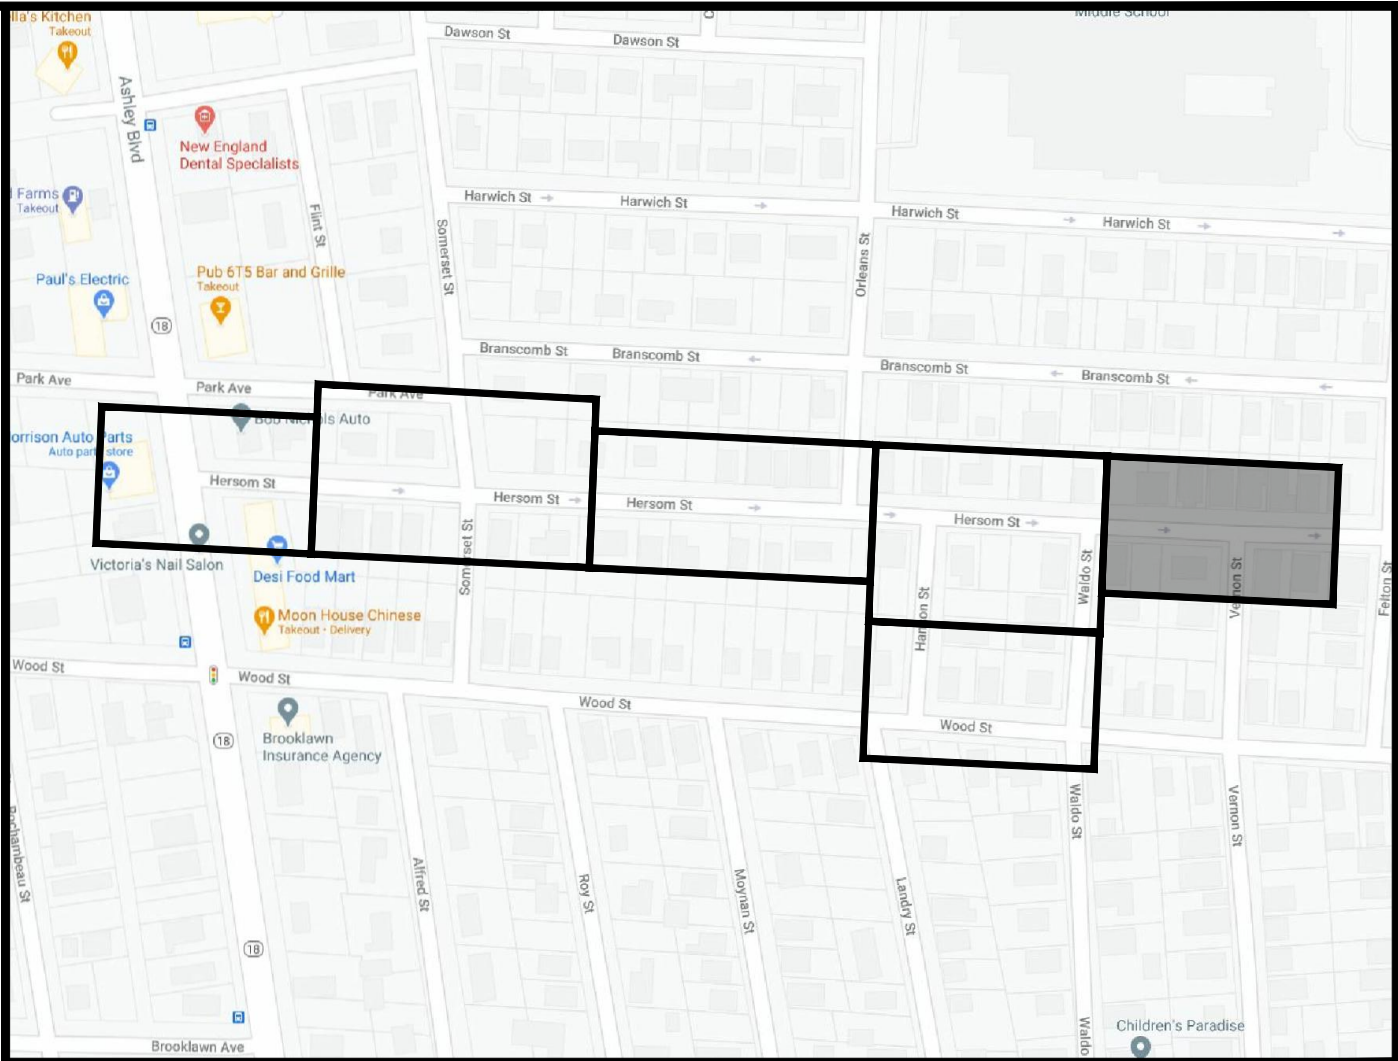 Kitchen
Takeout
Dawson St
Dawson St
Middle School
Ashley Blvd
New England
Dental Specialists
Farms
Takeout
Flint St
Somerset St
Harwich St
Harwich St
Harwich St
Harwich St
Orleans St
Paul's Electric
Pub 6T5 Bar and Grille
Takeout
18
Branscomb St
Branscomb St
Branscomb St
Branscomb St
Park Ave
Park Ave
Park Ave
Bob Nichols Auto
orrison Auto Parts
Auto parts store
Hersom St
Hersom St
Hersom St
Hersom St
Somerset St
Victoria's Nail Salon
Desi Food Mart
Moon House Chinese
Takeout · Delivery
Waldo St
Vernon St
Felton St
Wood St
Wood St
Wood St
Wood St
18
Brooklawn
Insurance Agency
Rochambeau St
Alfred St
Roy St
Moynan St
Landry St
Waldo St
Vernon St
18
Brooklawn Ave
Waldo
Children's Paradise